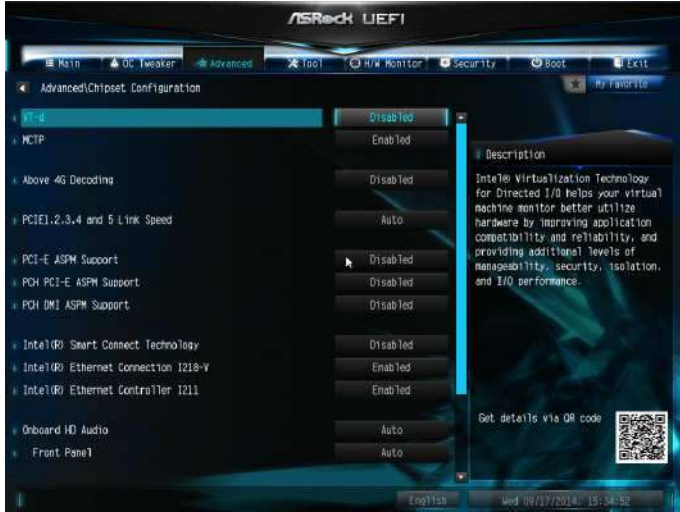 ASRock UEFI
Main
OC Tweaker
Advanced
Tool
H/W Monitor
Security
Boot
Exit
Advanced\Chipset Configuration
My Favorite
VT-d Disabled
MCTP Enabled
Above 4G Decoding Disabled
PCIE1.2.3.4 and 5 Link Speed Auto
PCI-E ASPM Support Disabled
PCH PCI-E ASPM Support Disabled
PCH DMI ASPM Support Disabled
Intel(R) Smart Connect Technology Disabled
Intel(R) Ethernet Connection I218-V Enabled
Intel(R) Ethernet Controller I211 Enabled
Onboard HD Audio Auto
Front Panel Auto
Description
Intel® Virtualization Technology
for Directed I/O helps your virtual
machine monitor better utilize
hardware by improving application
compatibility and reliability, and
providing additional levels of
manageability, security, isolation,
and I/O performance.
Get details via QR code
English
Wed 09/17/2014. 15:34:52